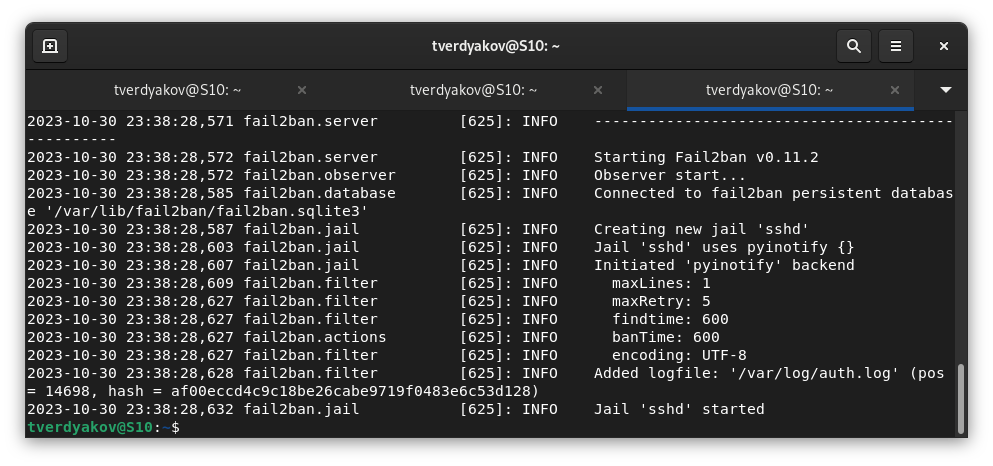 tverdyakov@S10: ~
tverdyakov@S10: ~ × tverdyakov@S10: ~ × tverdyakov@S10: ~ ×
2023-10-30 23:38:28,571 fail2ban.server         [625]: INFO    ----------------------------------------
----------
2023-10-30 23:38:28,572 fail2ban.server         [625]: INFO    Starting Fail2ban v0.11.2
2023-10-30 23:38:28,572 fail2ban.observer       [625]: INFO    Observer start...
2023-10-30 23:38:28,585 fail2ban.database       [625]: INFO    Connected to fail2ban persistent databas
e '/var/lib/fail2ban/fail2ban.sqlite3'
2023-10-30 23:38:28,587 fail2ban.jail           [625]: INFO    Creating new jail 'sshd'
2023-10-30 23:38:28,603 fail2ban.jail           [625]: INFO    Jail 'sshd' uses pyinotify {}
2023-10-30 23:38:28,607 fail2ban.jail           [625]: INFO    Initiated 'pyinotify' backend
2023-10-30 23:38:28,609 fail2ban.filter         [625]: INFO      maxLines: 1
2023-10-30 23:38:28,627 fail2ban.filter         [625]: INFO      maxRetry: 5
2023-10-30 23:38:28,627 fail2ban.filter         [625]: INFO      findtime: 600
2023-10-30 23:38:28,627 fail2ban.actions        [625]: INFO      banTime: 600
2023-10-30 23:38:28,627 fail2ban.filter         [625]: INFO      encoding: UTF-8
2023-10-30 23:38:28,628 fail2ban.filter         [625]: INFO    Added logfile: '/var/log/auth.log' (pos
= 14698, hash = af00eccd4c9c18be26cabe9719f0483e6c53d128)
2023-10-30 23:38:28,632 fail2ban.jail           [625]: INFO    Jail 'sshd' started
tverdyakov@S10:~$